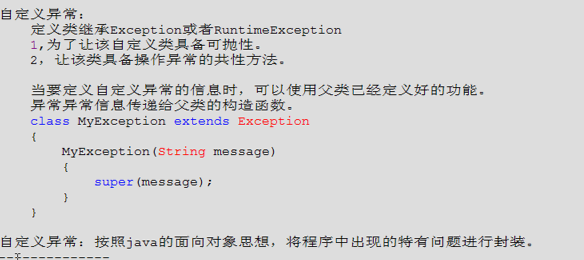 自定义异常：
定义类继承Exception或者RuntimeException
1,为了让该自定义类具备可抛性。
2，让该类具备操作异常的共性方法。
当要定义自定义异常的信息时，可以使用父类已经定义好的功能。
异常异常信息传递给父类的构造函数。
class MyException extends Exception
{
MyException(String message)
{
super(message);
}
}
自定义异常：按照java的面向对象思想，将程序中出现的特有问题进行封装。
--------------